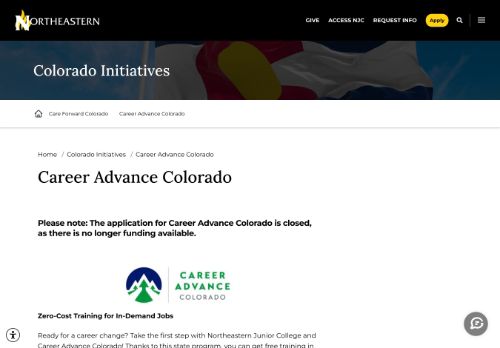 NORTHEASTERN
GIVE
ACCESS NJC
REQUEST INFO
Apply
Colorado Initiatives
Care Forward Colorado
Career Advance Colorado
Home / Colorado Initiatives / Career Advance Colorado
Career Advance Colorado
Please note: The application for Career Advance Colorado is closed,
as there is no longer funding available.
CAREER
ADVANCE
COLORADO
Zero-Cost Training for In-Demand Jobs
Ready for a career change? Take the first step with Northeastern Junior College and
Career Advance Colorado! Thanks to this state program, you can get free training in